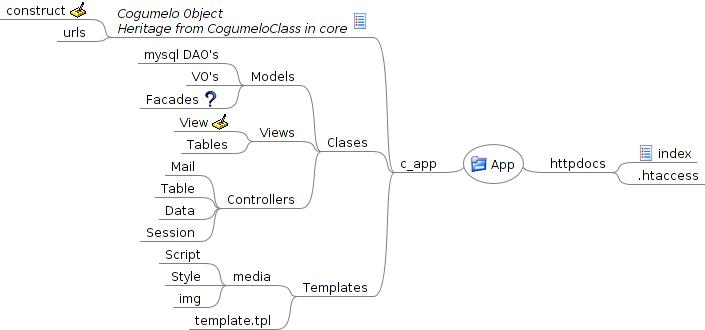 construct
urls
Cogumelo Object
Heritage from CogumeloClass in core
mysql DAO's
VO's
Facades
Models
View
Tables
Views
Mail
Table
Data
Session
Controllers
Clases
Script
Style
img
media
template.tpl
Templates
c_app
App
httpdocs
index
.htaccess